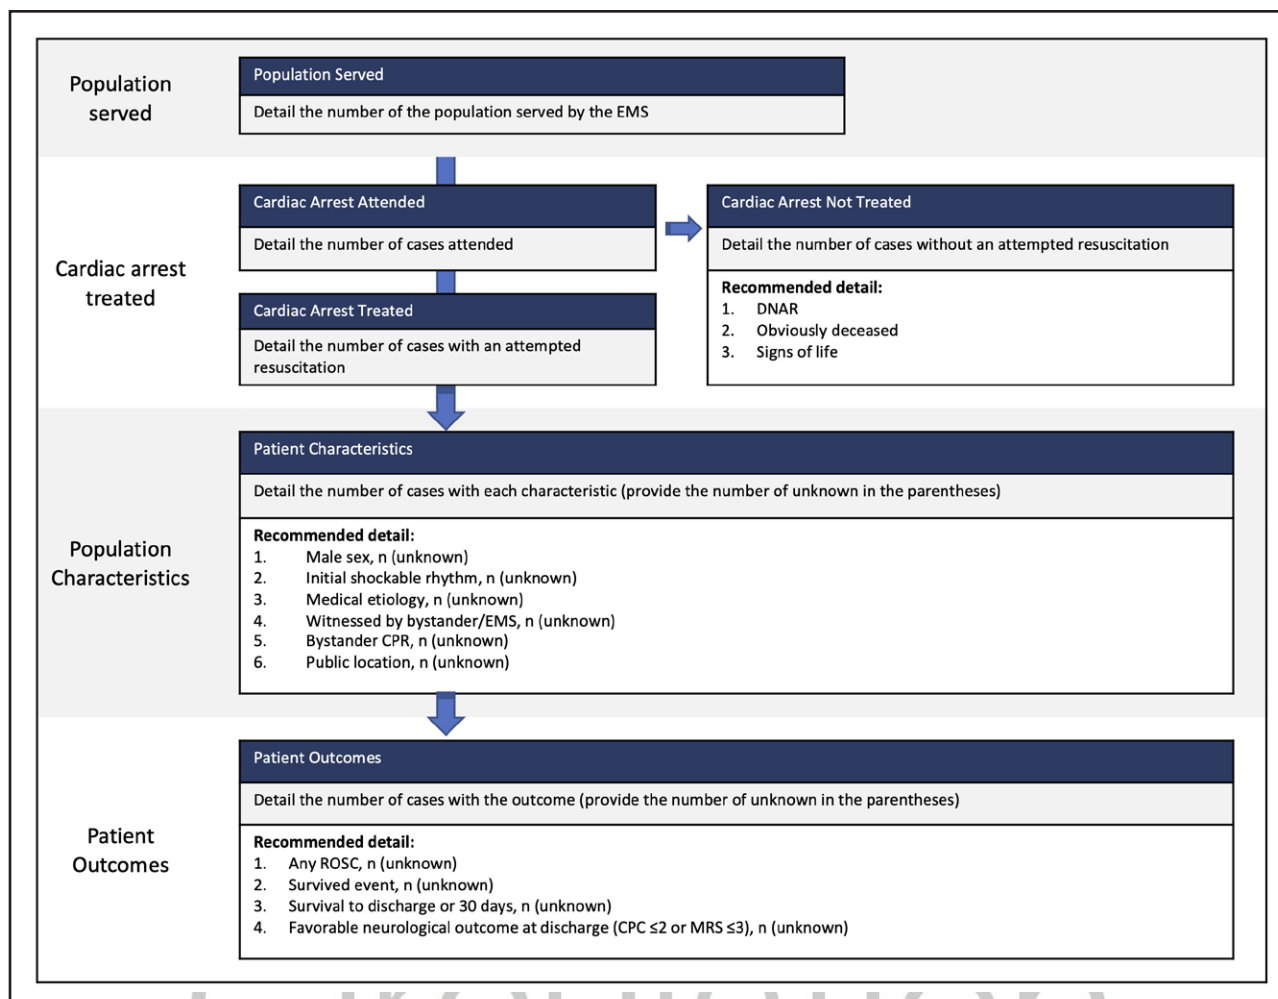 Population
served
Population Served
Detail the number of the population served by the EMS
Cardiac arrest
treated
Cardiac Arrest Attended
Detail the number of cases attended
Cardiac Arrest Not Treated
Detail the number of cases without an attempted resuscitation
Recommended detail:
1. DNAR
2. Obviously deceased
3. Signs of life
Cardiac Arrest Treated
Detail the number of cases with an attempted
resuscitation
Population
Characteristics
Patient Characteristics
Detail the number of cases with each characteristic (provide the number of unknown in the parentheses)
Recommended detail:
1. Male sex, n (unknown)
2. Initial shockable rhythm, n (unknown)
3. Medical etiology, n (unknown)
4. Witnessed by bystander/EMS, n (unknown)
5. Bystander CPR, n (unknown)
6. Public location, n (unknown)
Patient
Outcomes
Patient Outcomes
Detail the number of cases with the outcome (provide the number of unknown in the parentheses)
Recommended detail:
1. Any ROSC, n (unknown)
2. Survived event, n (unknown)
3. Survival to discharge or 30 days, n (unknown)
4. Favorable neurological outcome at discharge (CPC ≤2 or MRS ≤3), n (unknown)